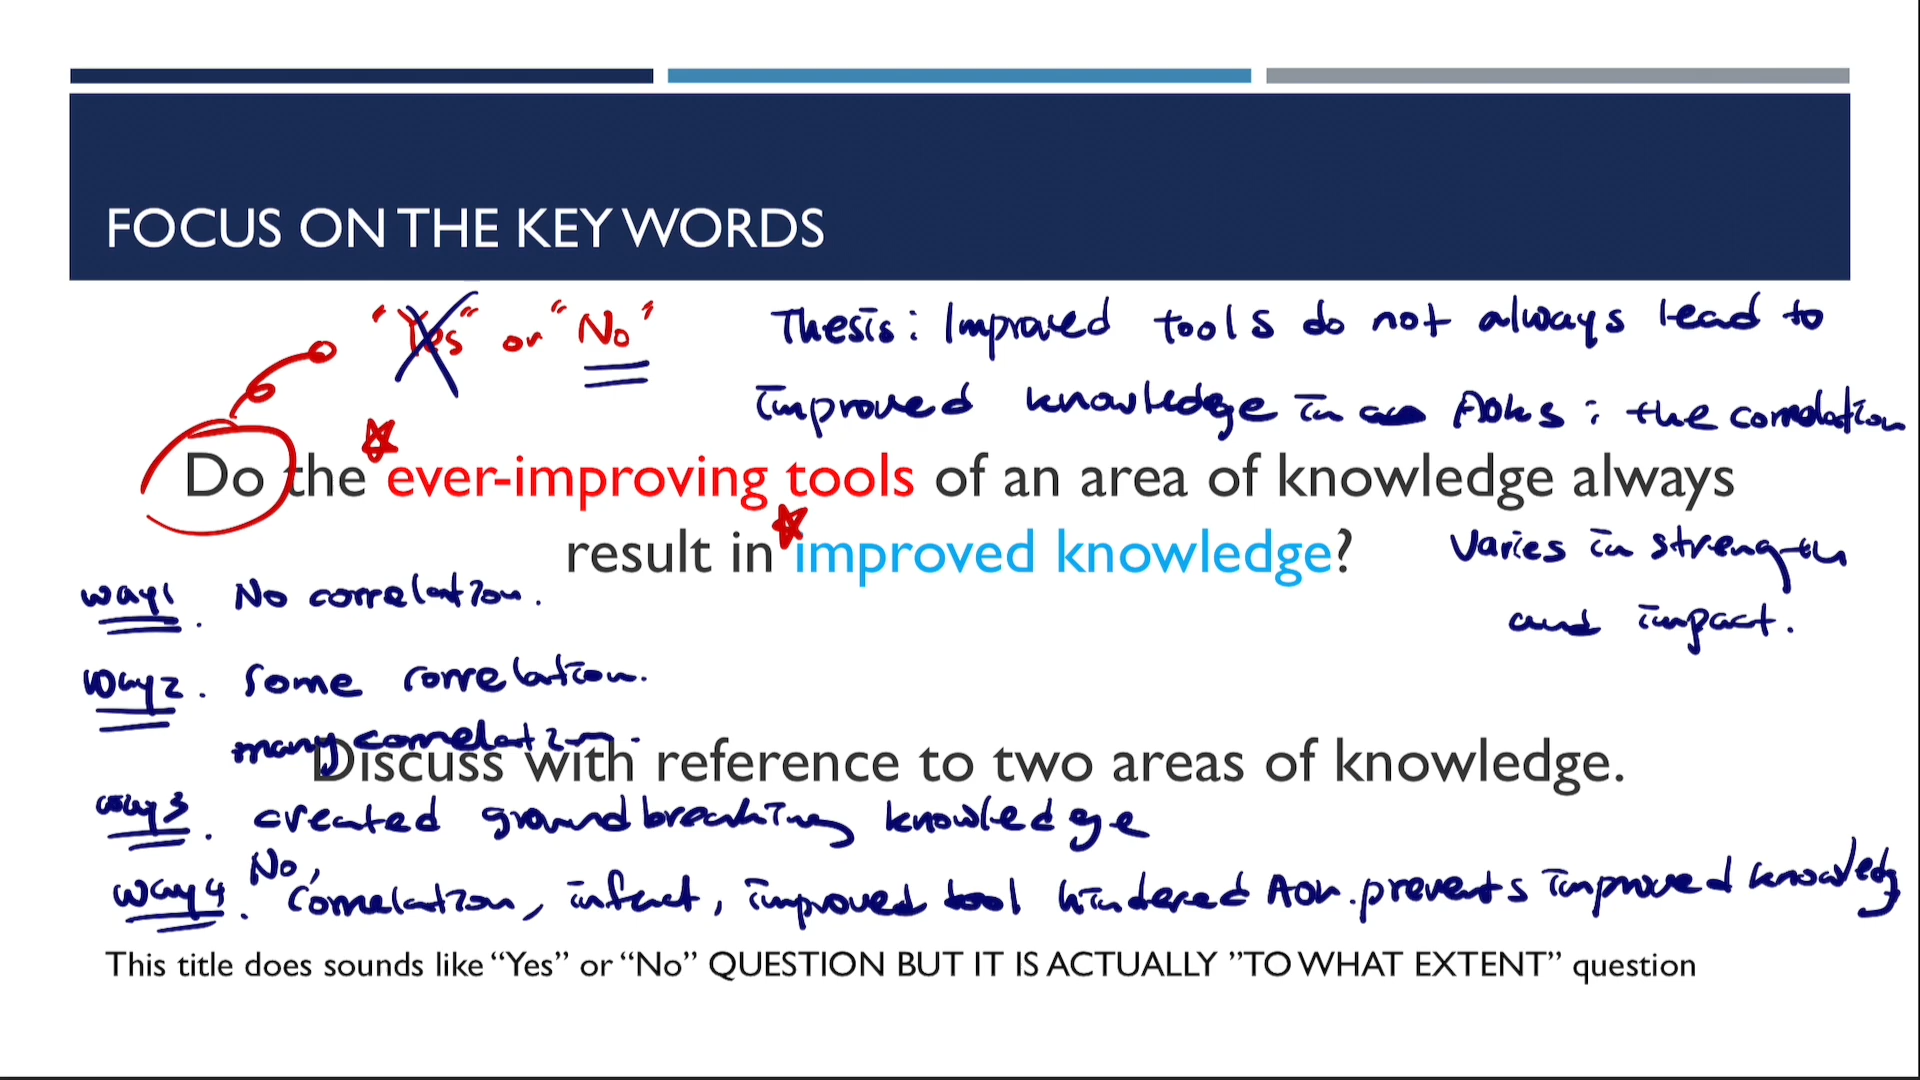 FOCUS ON THE KEY WORDS
"Yes" or "No"
Thesis: Improved tools do not always lead to
improved knowledge in AOKs : the correlation
varies in strength
and impact.
Do the ever-improving tools of an area of knowledge always
result in improved knowledge?
way1. No correlation.
way2. Some correlation.
many correlation.
Discuss with reference to two areas of knowledge.
way3. created groundbreaking knowledge
way4. No, correlation, infact, improved tool hindered AOK. prevents improved knowledg
This title does sounds like “Yes” or “No” QUESTION BUT IT IS ACTUALLY ”TO WHAT EXTENT” question